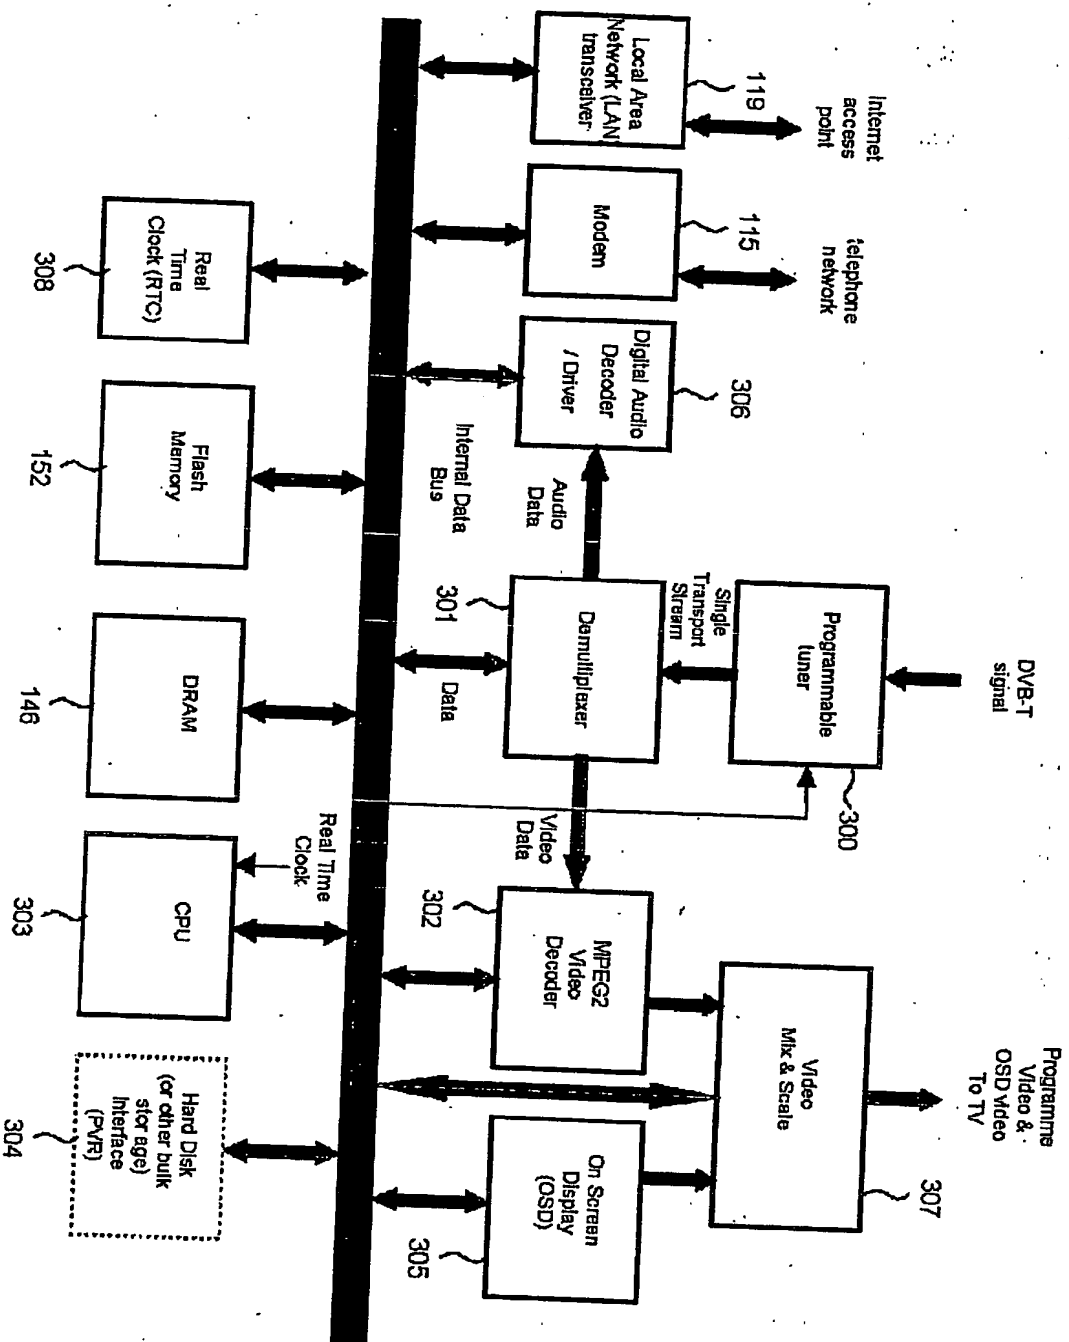 Internet
access
point
telephone
network
DVB-T
signal
Programme
Video &
OSD video
To TV
119
115
306
300
307
Local Area
Network (LAN)
transceiver
Modem
Digital Audio
Decoder
/ Driver
Programmable
tuner
Single
Transport
Stream
Audio
Data
Demultiplexer
301
Video
Data
302
MPEG2
Video
Decoder
Video
Mix & Scale
On Screen
Display
(OSD)
305
Internal Data
Bus
Data
Real Time
Clock
Real
Time
Clock (RTC)
Flash
Memory
DRAM
CPU
Hard Disk
(or other bulk
storage)
Interface
(PVR)
308
152
146
303
304